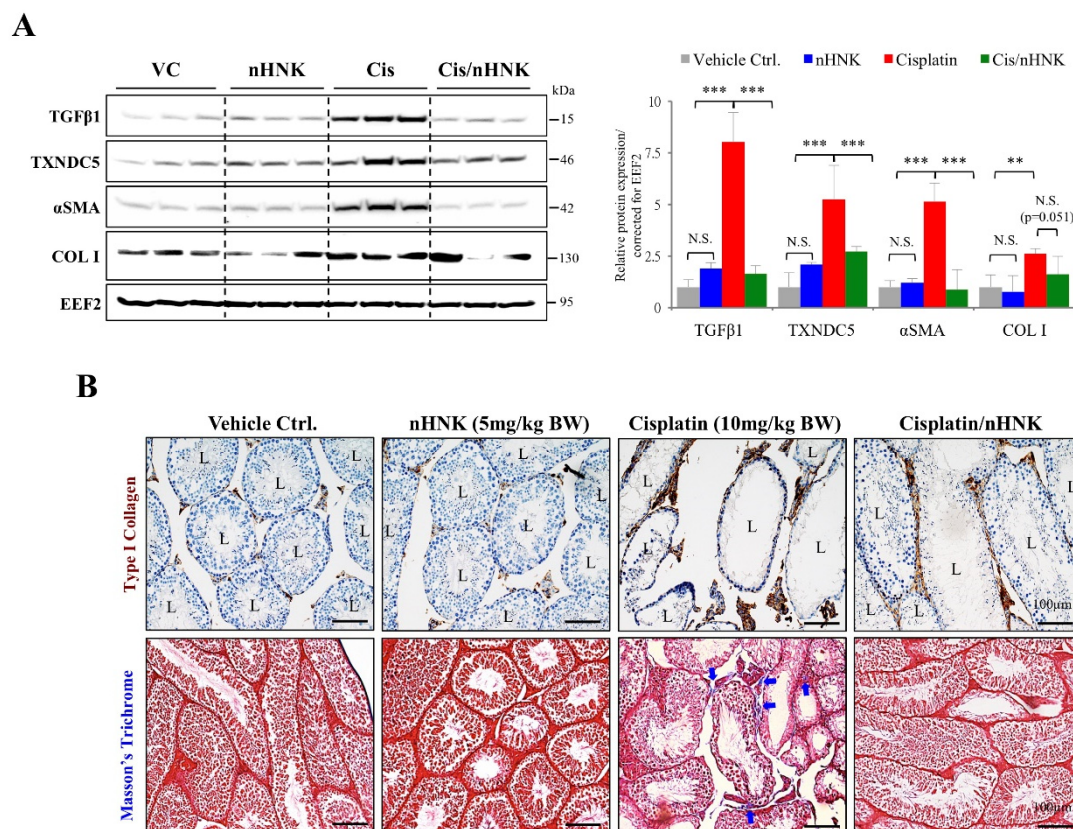 A
VC nHNK Cis Cis/nHNK
kDa
TGFβ1 15
TXNDC5 46
αSMA 42
COL I 130
EEF2 95
Vehicle Ctrl. nHNK Cisplatin Cis/nHNK
Relative protein expression/
corrected for EEF2
10
7.5
5
2.5
0
*** ***
*** ***
*** ***
**
N.S.
(p=0.051)
N.S.
N.S.
N.S.
N.S.
TGFβ1 TXNDC5 αSMA COL I
B
Vehicle Ctrl. nHNK (5mg/kg BW) Cisplatin (10mg/kg BW) Cisplatin/nHNK
Type I Collagen
L L L L L L L L
L L L L L L
L L L L
L L L L L
100μm
Masson's Trichrome
100μm